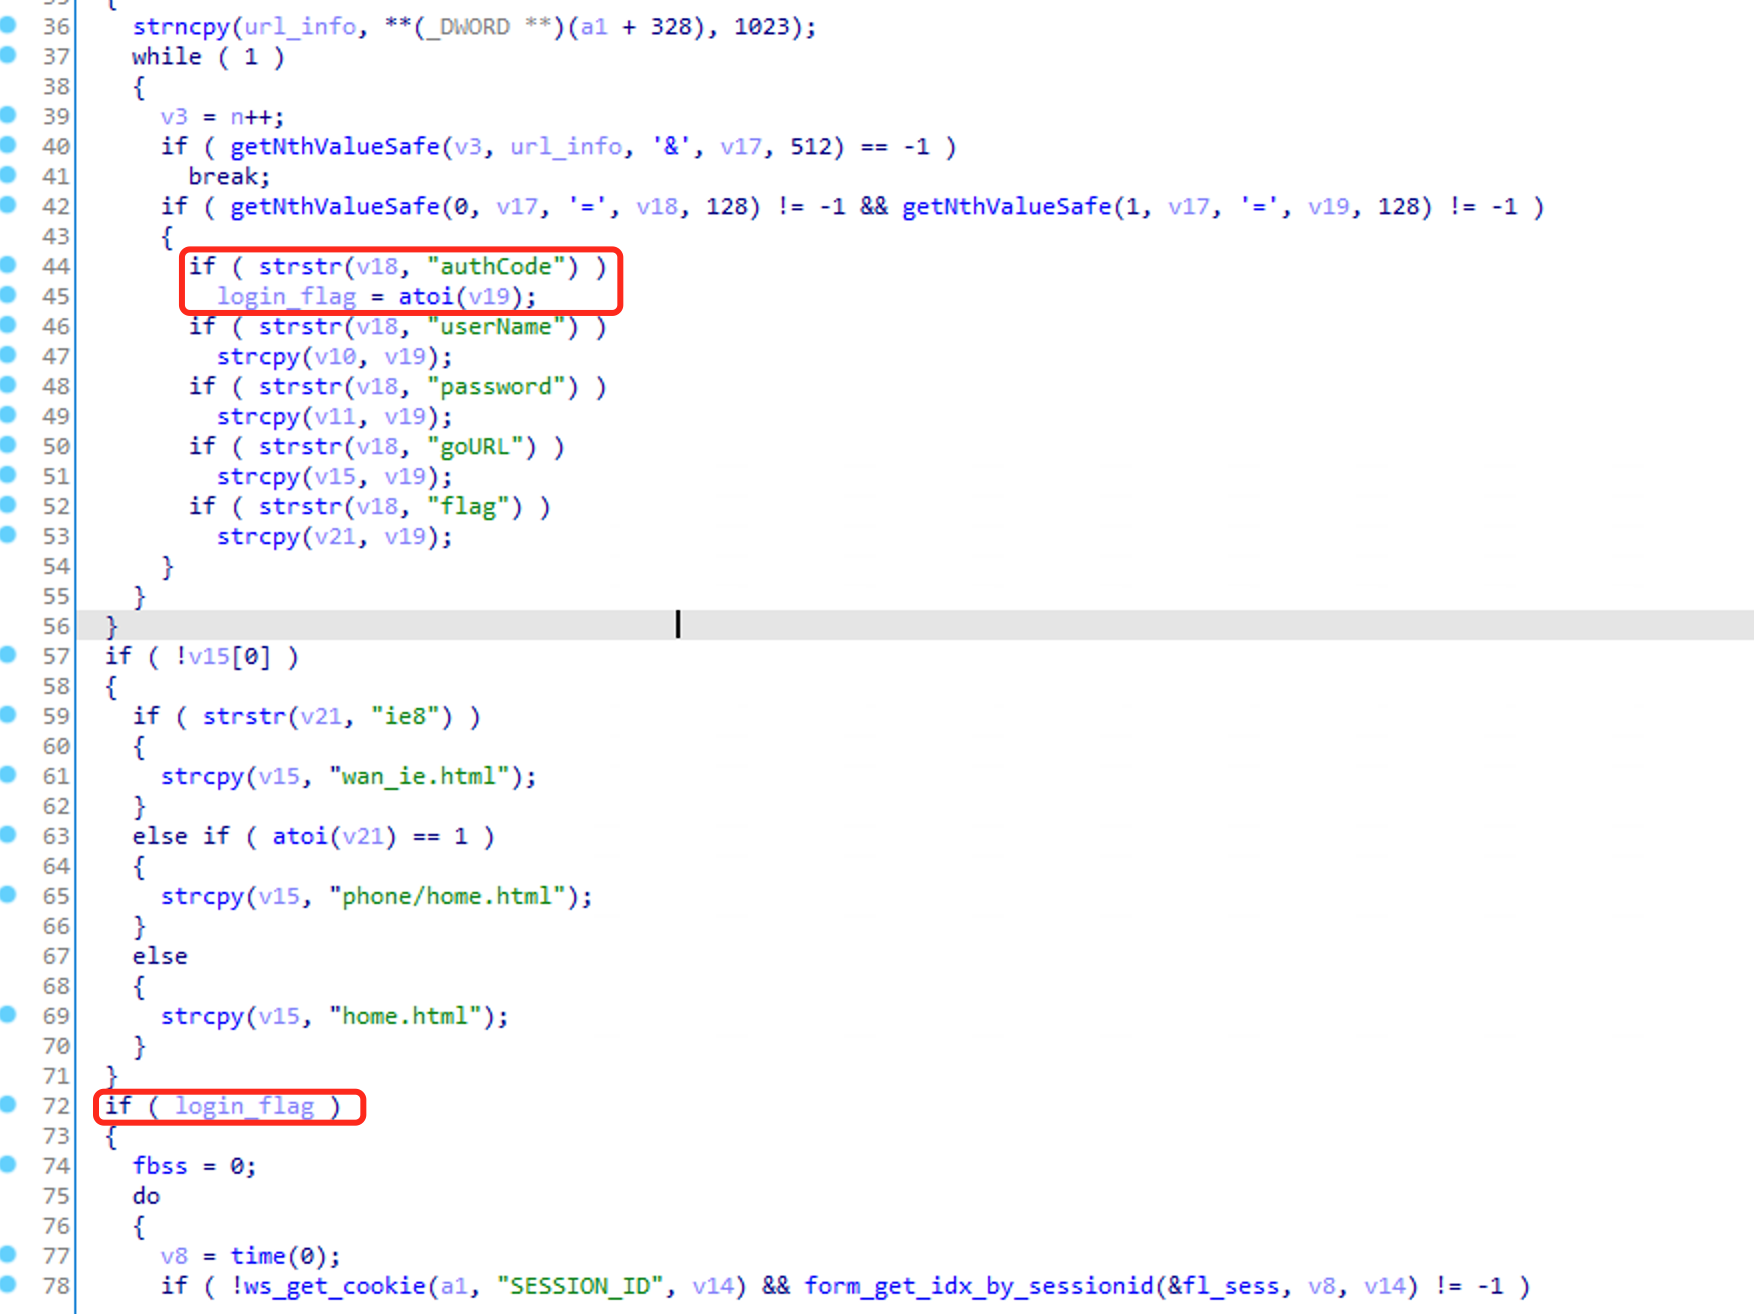 36 strncpy(url_info, **(_DWORD **)(a1 + 328), 1023);
37 while ( 1 )
38 {
39 v3 = n++;
40 if ( getNthValueSafe(v3, url_info, '&', v17, 512) == -1 )
41 break;
42 if ( getNthValueSafe(0, v17, '=', v18, 128) != -1 && getNthValueSafe(1, v17, '=', v19, 128) != -1 )
43 {
44 if ( strstr(v18, "authCode") )
45 login_flag = atoi(v19);
46 if ( strstr(v18, "userName") )
47 strcpy(v10, v19);
48 if ( strstr(v18, "password") )
49 strcpy(v11, v19);
50 if ( strstr(v18, "goURL") )
51 strcpy(v15, v19);
52 if ( strstr(v18, "flag") )
53 strcpy(v21, v19);
54 }
55 }
56 }
57 if ( !v15[0] )
58 {
59 if ( strstr(v21, "ie8") )
60 {
61 strcpy(v15, "wan_ie.html");
62 }
63 else if ( atoi(v21) == 1 )
64 {
65 strcpy(v15, "phone/home.html");
66 }
67 else
68 {
69 strcpy(v15, "home.html");
70 }
71 }
72 if ( login_flag )
73 {
74 fbss = 0;
75 do
76 {
77 v8 = time(0);
78 if ( !ws_get_cookie(a1, "SESSION_ID", v14) && form_get_idx_by_sessionid(&fl_sess, v8, v14) != -1 )